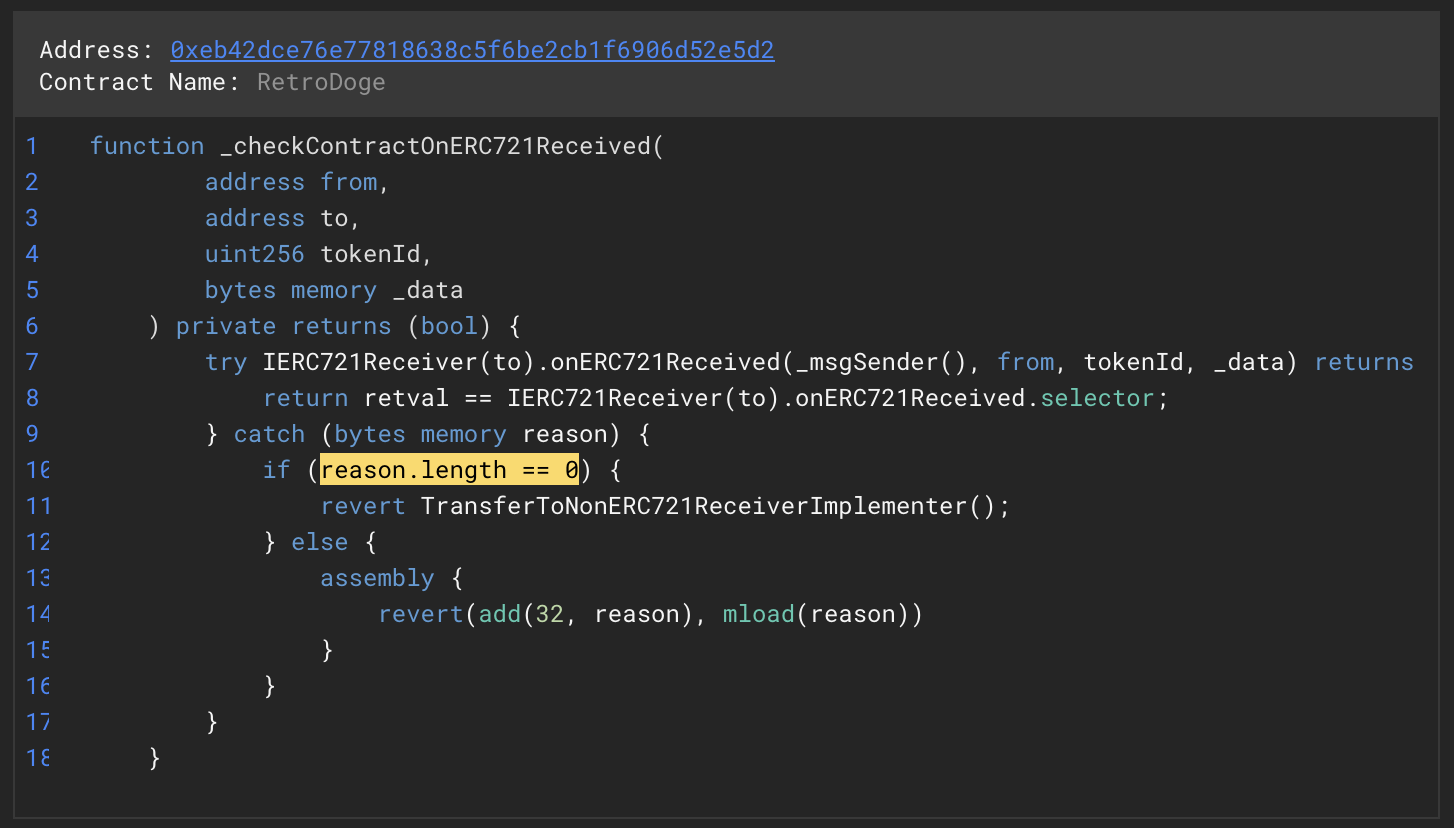 Address: 0xeb42dce76e77818638c5f6be2cb1f6906d52e5d2
Contract Name: RetroDoge
1 function _checkContractOnERC721Received(
2 address from,
3 address to,
4 uint256 tokenId,
5 bytes memory _data
6 ) private returns (bool) {
7 try IERC721Receiver(to).onERC721Received(_msgSender(), from, tokenId, _data) returns
8 return retval == IERC721Receiver(to).onERC721Received.selector;
9 } catch (bytes memory reason) {
10 if (reason.length == 0) {
11 revert TransferToNonERC721ReceiverImplementer();
12 } else {
13 assembly {
14 revert(add(32, reason), mload(reason))
15 }
16 }
17 }
18 }